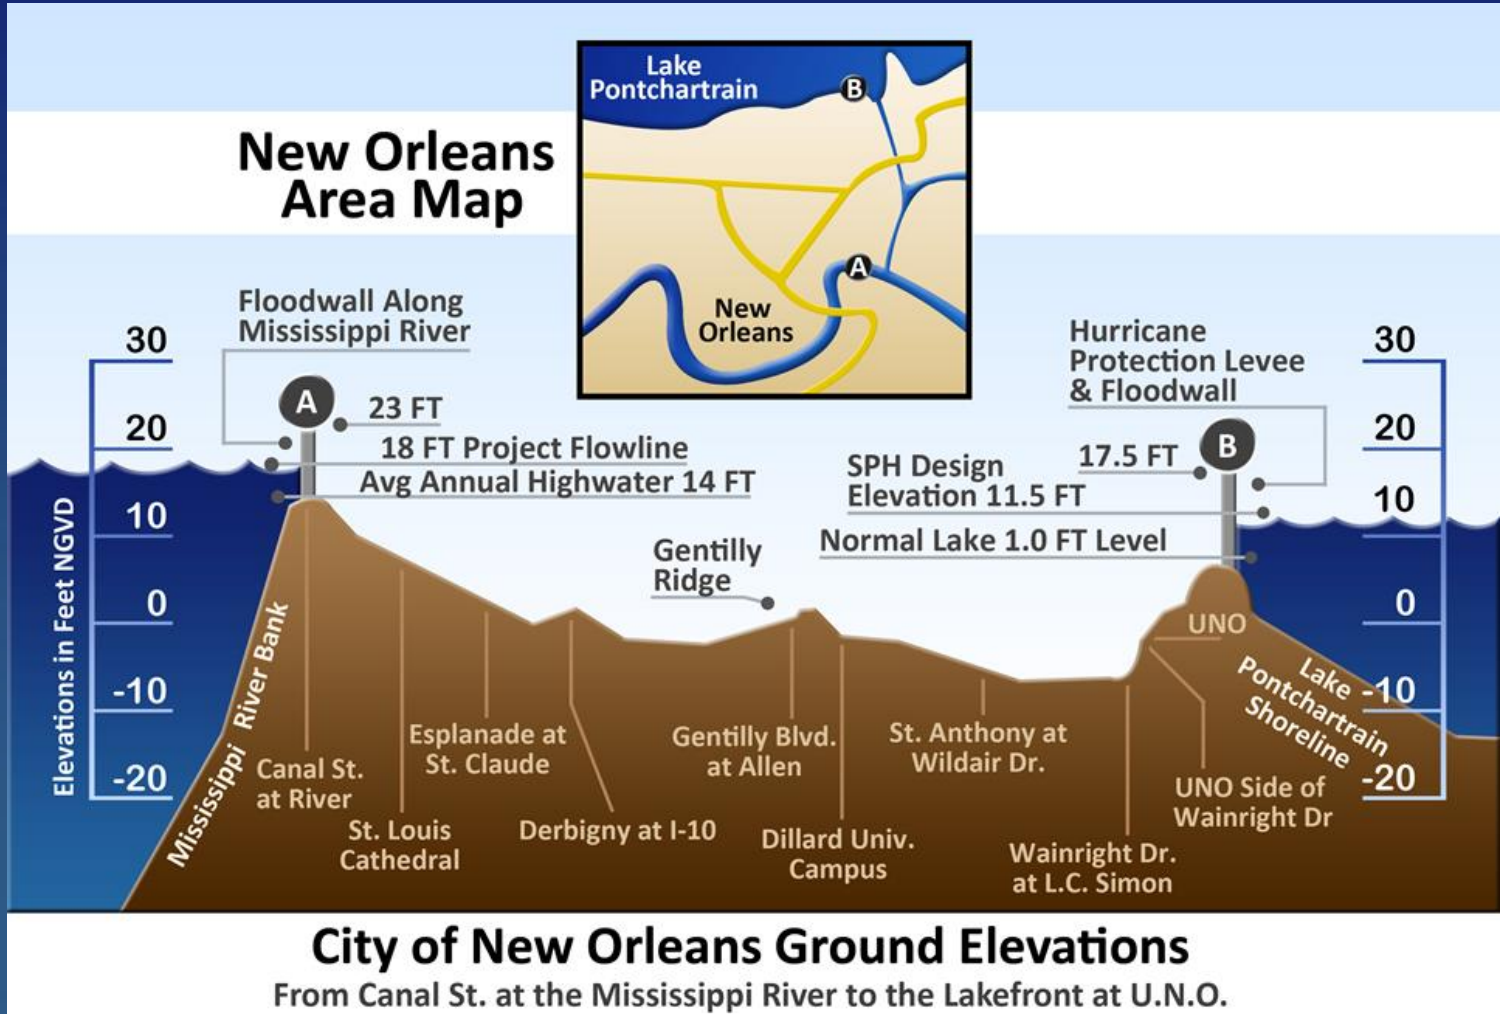 New Orleans
Area Map
Lake
Pontchartrain
B
A
New
Orleans
Floodwall Along
Mississippi River
A
23 FT
18 FT Project Flowline
Avg Annual Highwater 14 FT
Hurricane
Protection Levee
& Floodwall
B
17.5 FT
SPH Design
Elevation 11.5 FT
Normal Lake 1.0 FT Level
Gentilly
Ridge
Elevations in Feet NGVD
30
20
10
0
-10
-20
30
20
10
0
-10
-20
Mississippi River Bank
Canal St.
at River
St. Louis
Cathedral
Esplanade at
St. Claude
Derbigny at I-10
Gentilly Blvd.
at Allen
Dillard Univ.
Campus
St. Anthony at
Wildair Dr.
Wainright Dr.
at L.C. Simon
UNO
UNO Side of
Wainright Dr
Lake
Pontchartrain
Shoreline
City of New Orleans Ground Elevations
From Canal St. at the Mississippi River to the Lakefront at U.N.O.